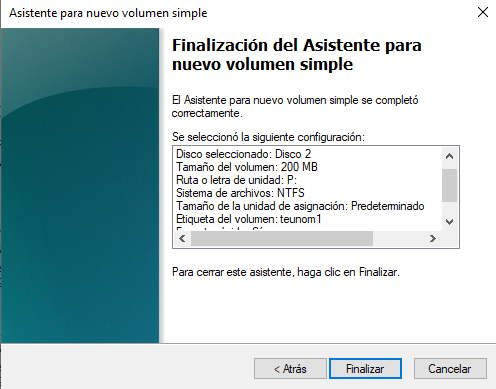 Asistente para nuevo volumen simple
Finalización del Asistente para
nuevo volumen simple
El Asistente para nuevo volumen simple se completó
correctamente.
Se seleccionó la siguiente configuración:
Disco seleccionado: Disco 2
Tamaño del volumen: 200 MB
Ruta o letra de unidad: P:
Sistema de archivos: NTFS
Tamaño de la unidad de asignación: Predeterminado
Etiqueta del volumen: teunom1
Para cerrar este asistente, haga clic en Finalizar.
< Atrás
Finalizar
Cancelar